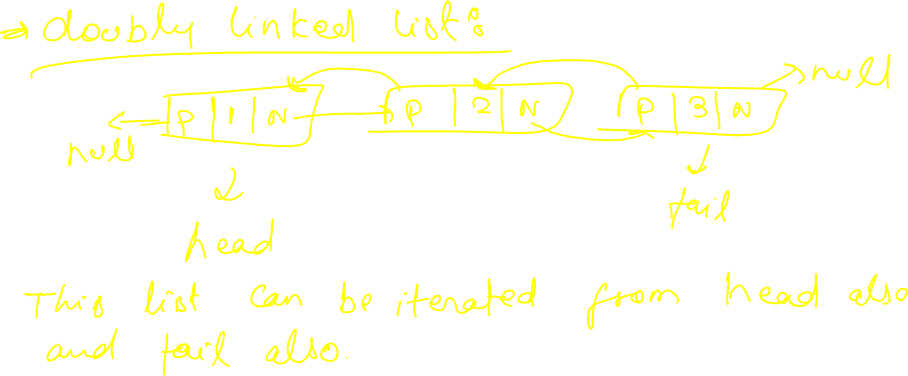 ⇒ doubly linked list:
null
P | 1 | N P | 2 | N P | 3 | N
null
head
tail
This list can be iterated from head also
and tail also.